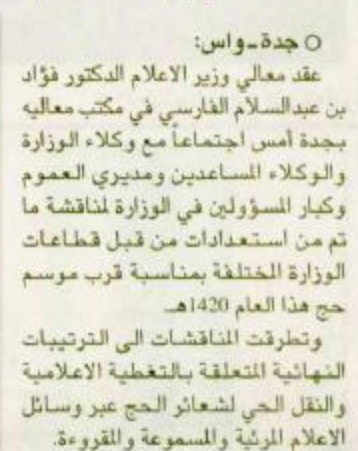 ○ جدة ـ واس:
عقد معالي وزير الاعلام الدكتور فؤاد
بن عبدالسلام الفارسي في مكتب معاليه
بجدة أمس اجتماعاً مع وكلاء الوزارة
والوكلاء المساعدين ومديري العموم
وكبار المسؤولين في الوزارة لمناقشة ما
تم من استعدادات من قبل قطاعات
الوزارة المختلفة بمناسبة قرب موسم
حج هذا العام 1420هـ.
وتطرقت المناقشات الى الترتيبات
النهائية المتعلقة بالتغطية الاعلامية
والنقل الحي لشعائر الحج عبر وسائل
الاعلام المرئية والمسموعة والمقروءة.